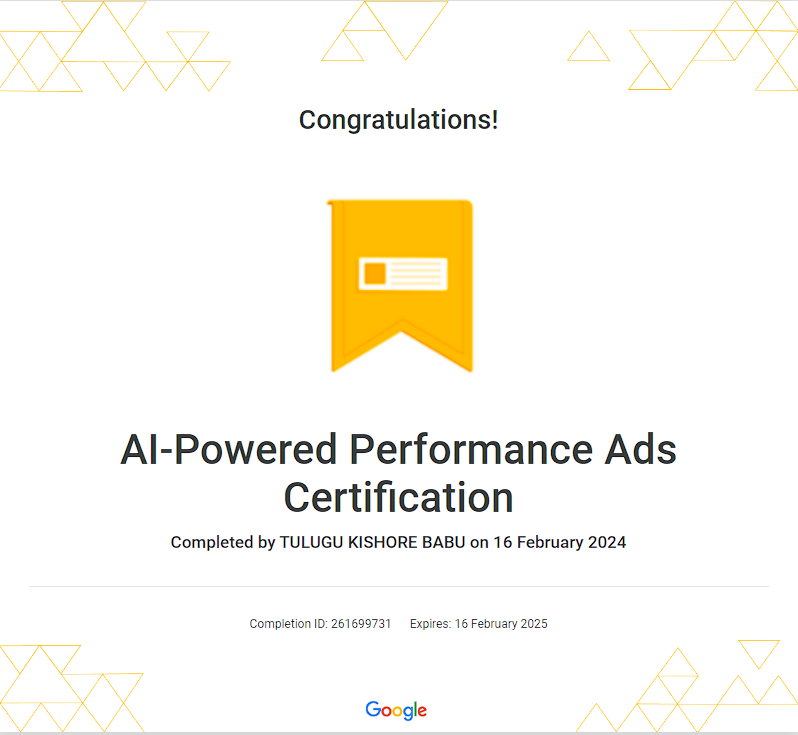 Congratulations!
AI-Powered Performance Ads
Certification
Completed by TULUGU KISHORE BABU on 16 February 2024
Completion ID: 261699731 Expires: 16 February 2025
Google